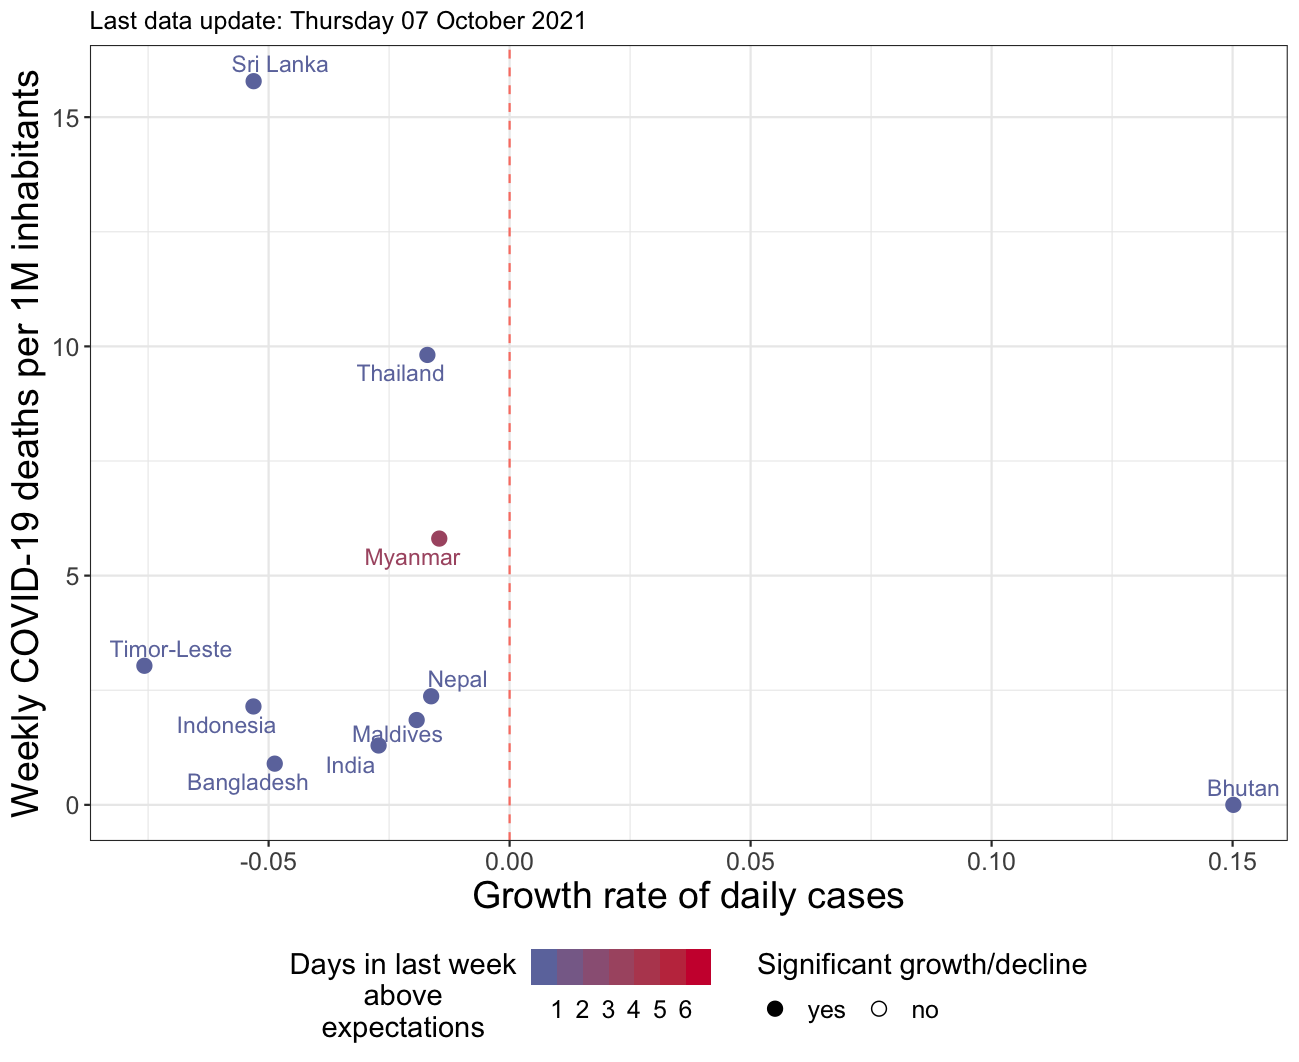 Last data update: Thursday 07 October 2021
Weekly COVID-19 deaths per 1M inhabitants
15
10
5
0
Sri Lanka
Thailand
Myanmar
Timor-Leste
Nepal
Indonesia
Maldives
India
Bangladesh
Bhutan
-0.05 0.00 0.05 0.10 0.15
Growth rate of daily cases
Days in last week
above
expectations
1 2 3 4 5 6
Significant growth/decline
yes no